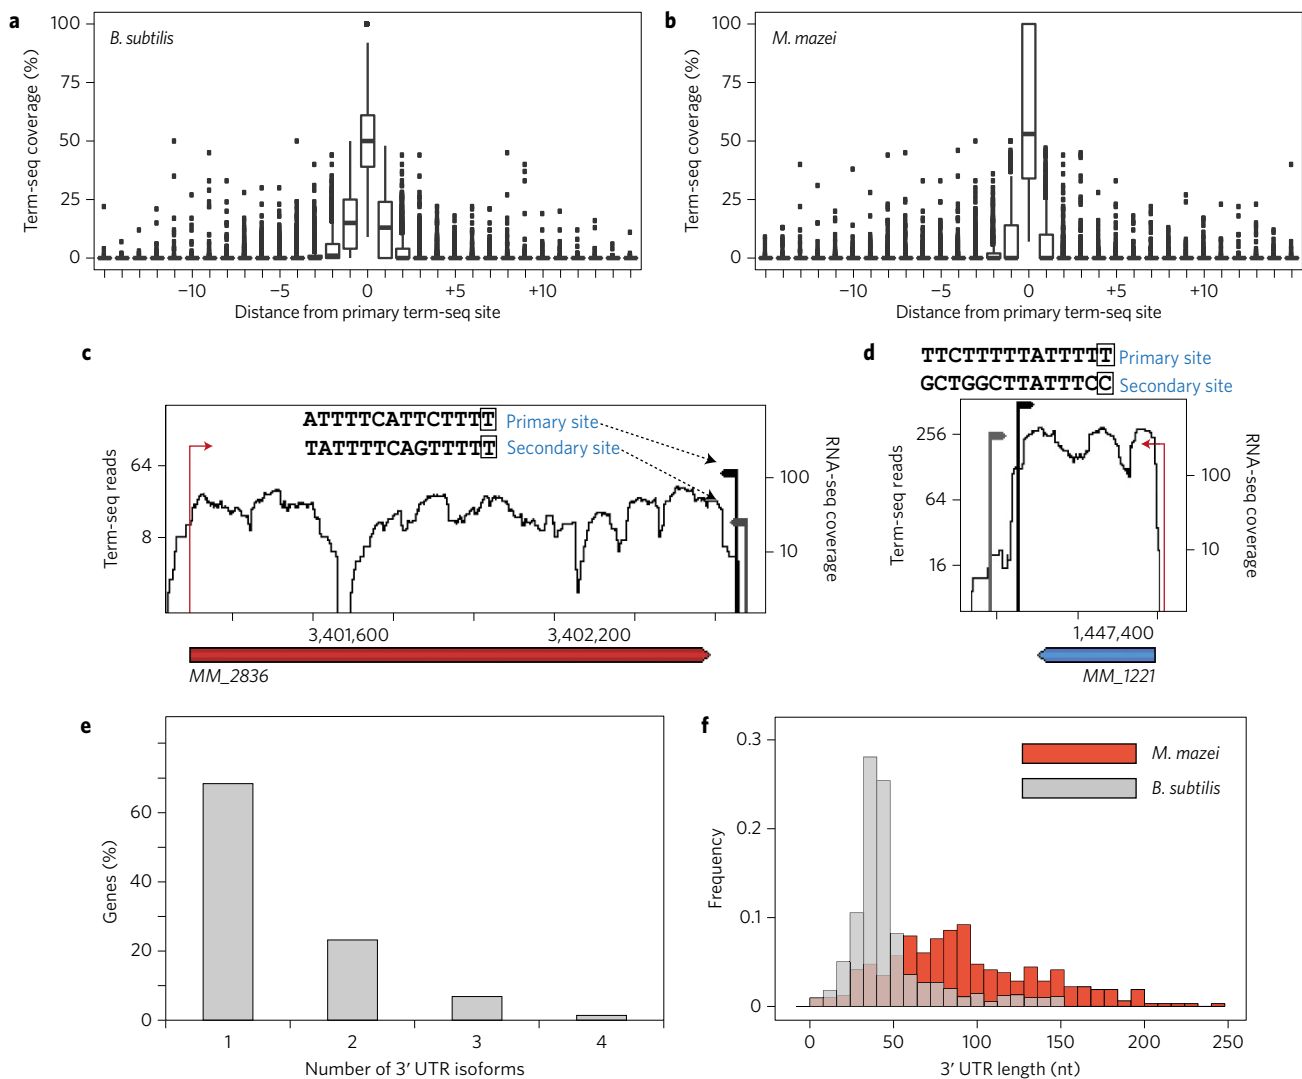 a
B. subtilis
Term-seq coverage (%)
100
75
50
25
0
−10
−5
0
+5
+10
Distance from primary term-seq site
b
M. mazei
Term-seq coverage (%)
100
75
50
25
0
−10
−5
0
+5
+10
Distance from primary term-seq site
c
ATTTTCATTCTTTT Primary site
TATTTTCAGTTTTT Secondary site
Term-seq reads
64
8
RNA-seq coverage
100
10
3,401,600
3,402,200
MM_2836
d
TTCTTTTTATTTTT Primary site
GCTGGCTTATTTCC Secondary site
Term-seq reads
256
64
16
RNA-seq coverage
100
10
1,447,400
MM_1221
e
Genes (%)
60
40
20
0
1
2
3
4
Number of 3′ UTR isoforms
f
M. mazei
B. subtilis
Frequency
0.3
0.2
0.1
0
0
50
100
150
200
250
3′ UTR length (nt)